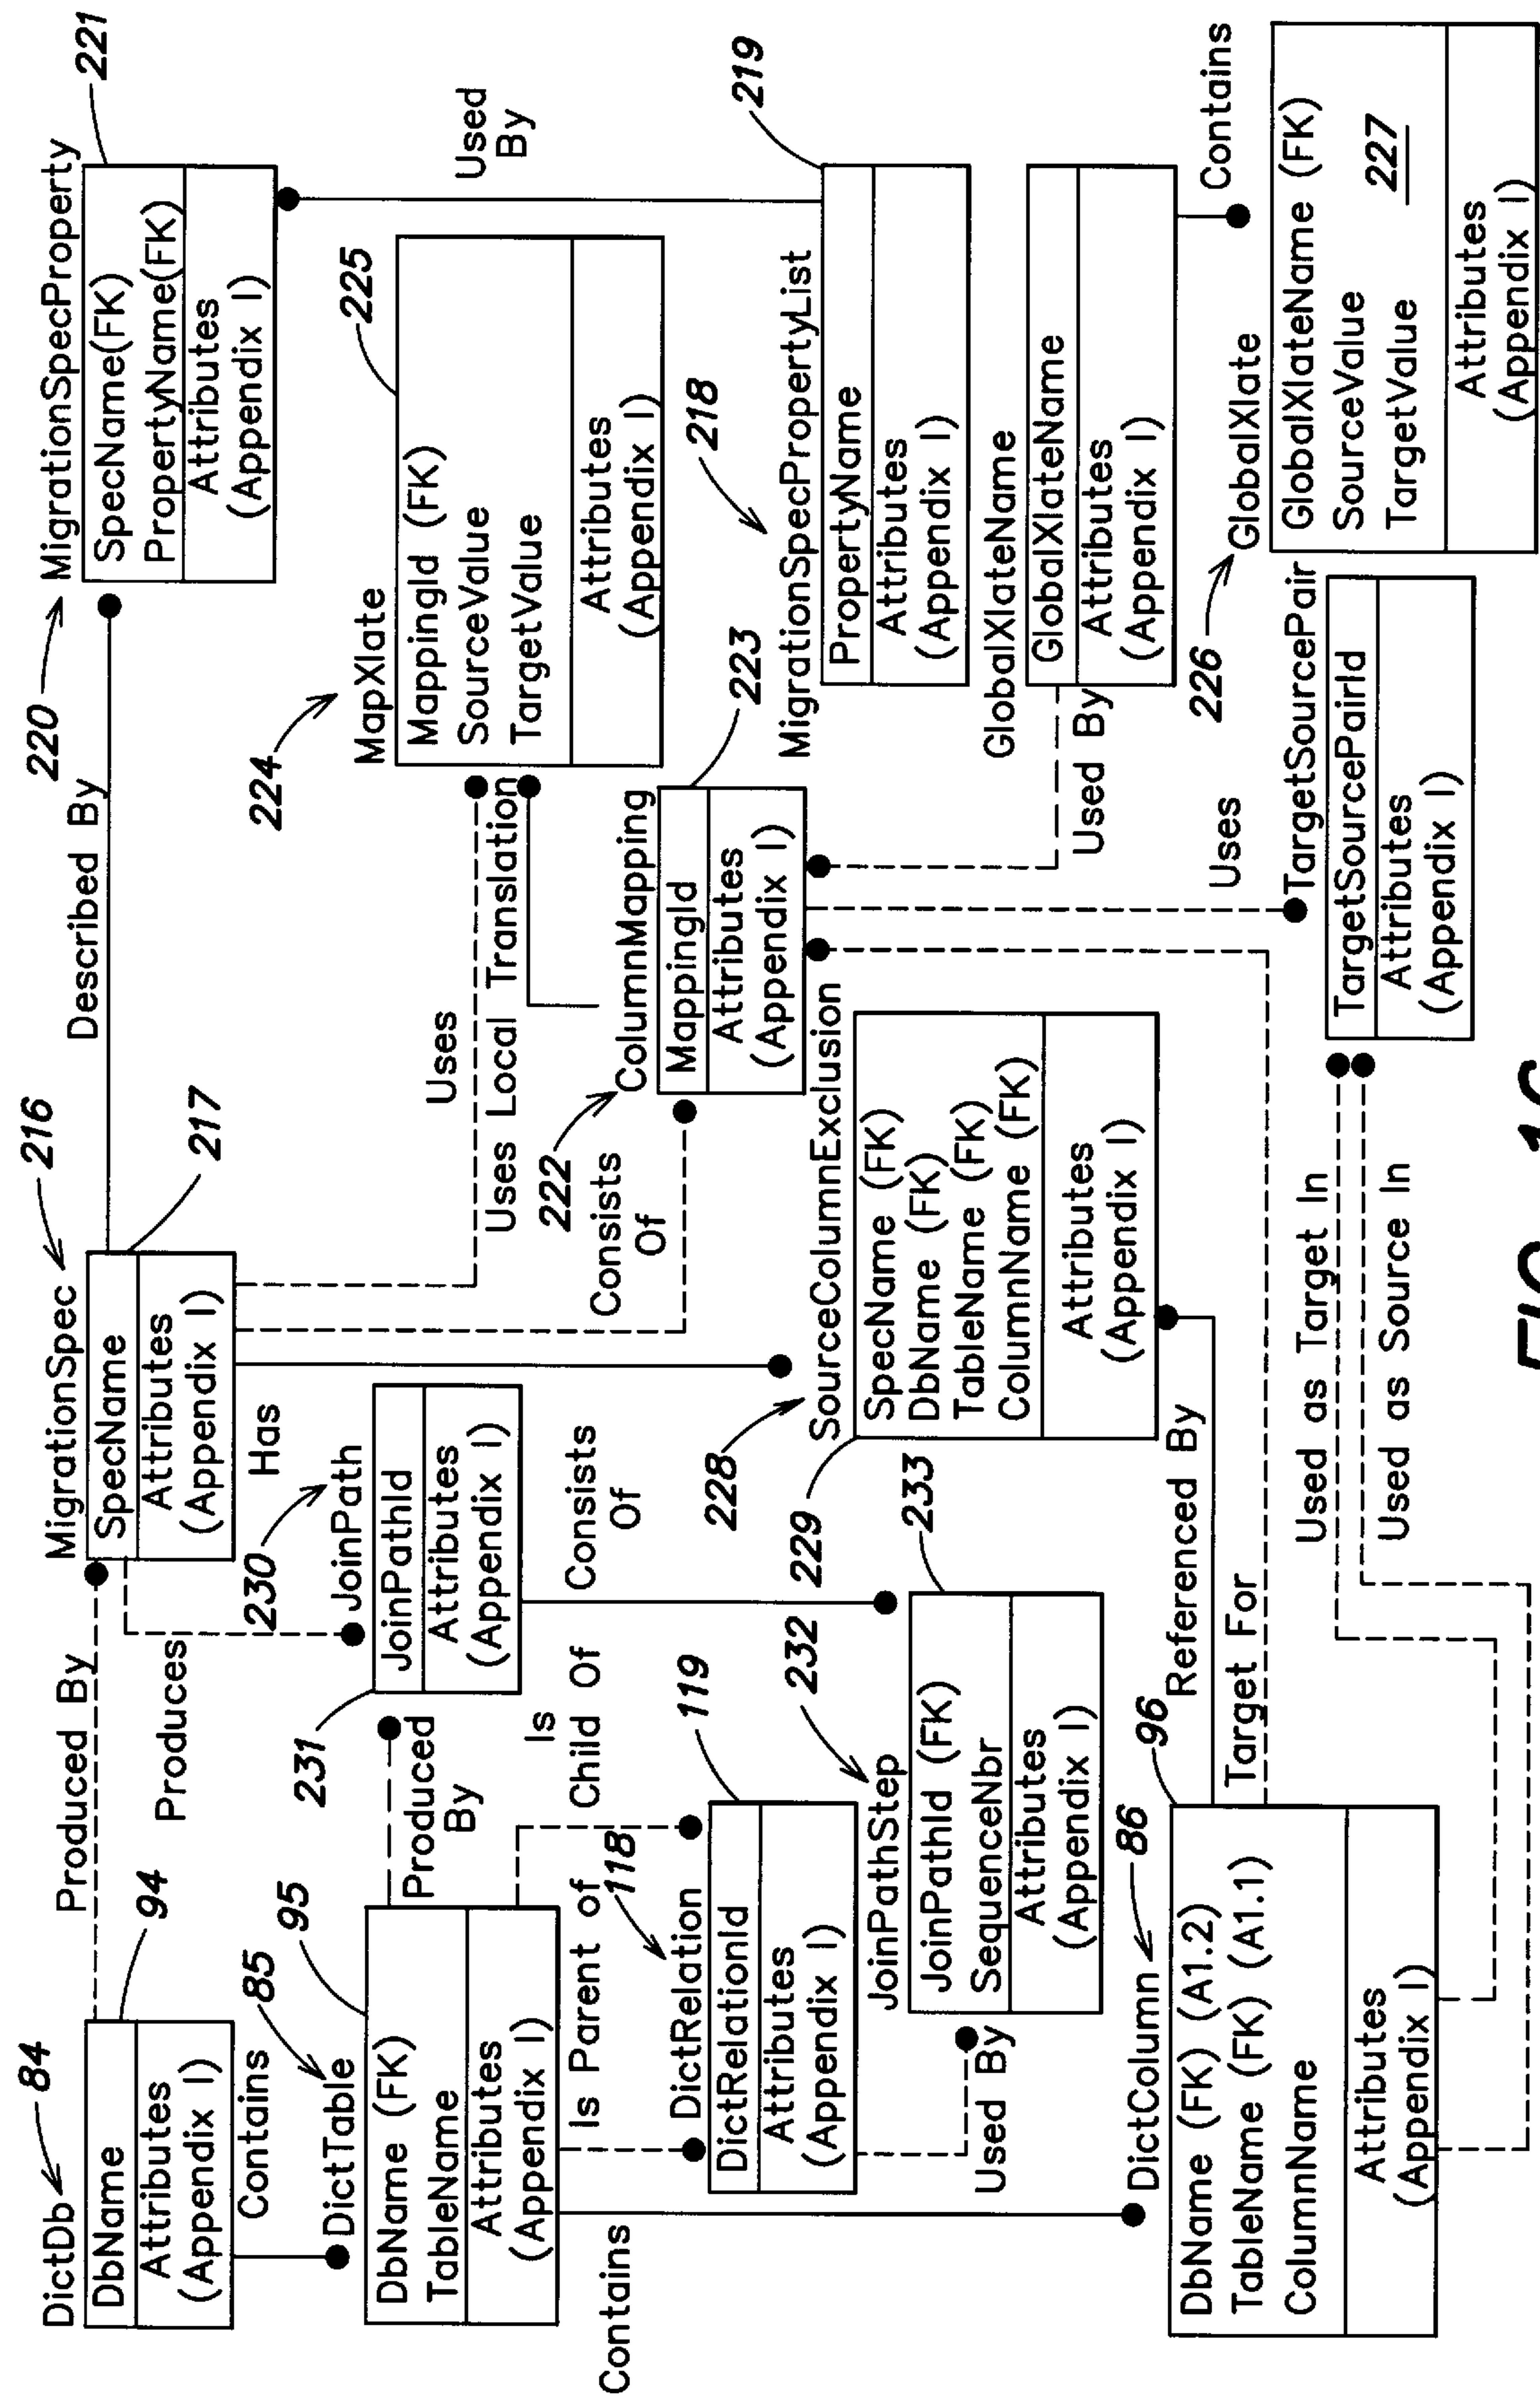 DictDb
84
DbName
Attributes
(Appendix I)
94
Contains
Produced By
MigrationSpec
216
SpecName
Attributes
(Appendix I)
217
Described By
220
MigrationSpecProperty
221
SpecName(FK)
PropertyName(FK)
Attributes
(Appendix I)
Used
By
Produces
Has
85
DictTable
95
DbName (FK)
TableName
Attributes
(Appendix I)
230
JoinPath
231
JoinPathId
Attributes
(Appendix I)
Produced
By
Uses
Uses Local Translation
224
MapXlate
225
MappingId (FK)
SourceValue
TargetValue
Attributes
(Appendix I)
Contains
Is Parent of
Is
Child Of
Consists
Of
222
Consists
Of
ColumnMapping
223
MappingId
Attributes
(Appendix I)
118
DictRelation
119
DictRelationId
Attributes
(Appendix I)
218
MigrationSpecPropertyList
219
PropertyName
Attributes
(Appendix I)
228
SourceColumnExclusion
229
SpecName (FK)
DbName (FK)
TableName (FK)
ColumnName (FK)
Attributes
(Appendix I)
232
JoinPathStep
233
JoinPathId (FK)
SequenceNbr
Attributes
(Appendix I)
Used By
GlobalXlateName
GlobalXlateName
Attributes
(Appendix I)
Used By
Contains
DictColumn
86
96
DbName (FK) (A1.2)
TableName (FK) (A1.1)
ColumnName
Attributes
(Appendix I)
Referenced By
Target For
Uses
226
GlobalXlate
GlobalXlateName (FK)
SourceValue
TargetValue
227
Attributes
(Appendix I)
Used as Target In
Used as Source In
TargetSourcePair
TargetSourcePairId
Attributes
(Appendix I)